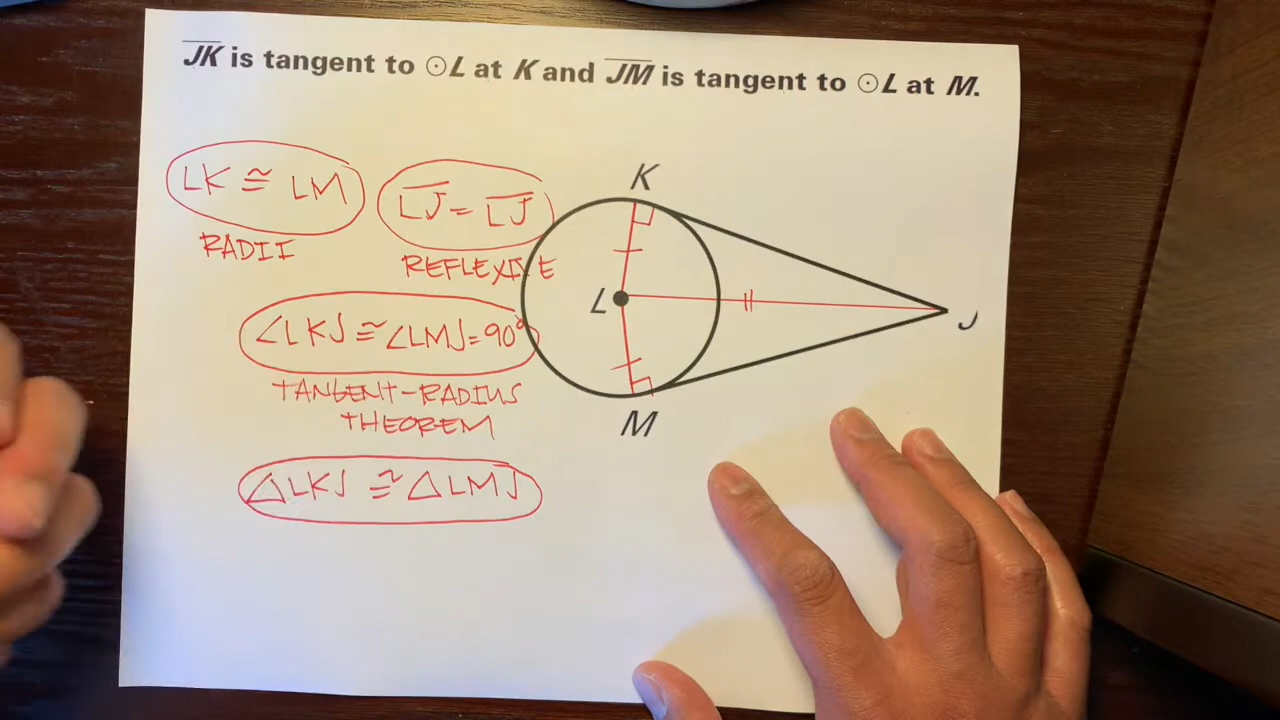 JK is tangent to ⊙L at K and JM is tangent to ⊙L at M.
LK ≅ LM
RADII
LJ = LJ
REFLEXIVE
∠LKJ ≅ ∠LMJ = 90°
TANGENT-RADIUS
THEOREM
△LKJ ≅ △LMJ
K
L
J
M